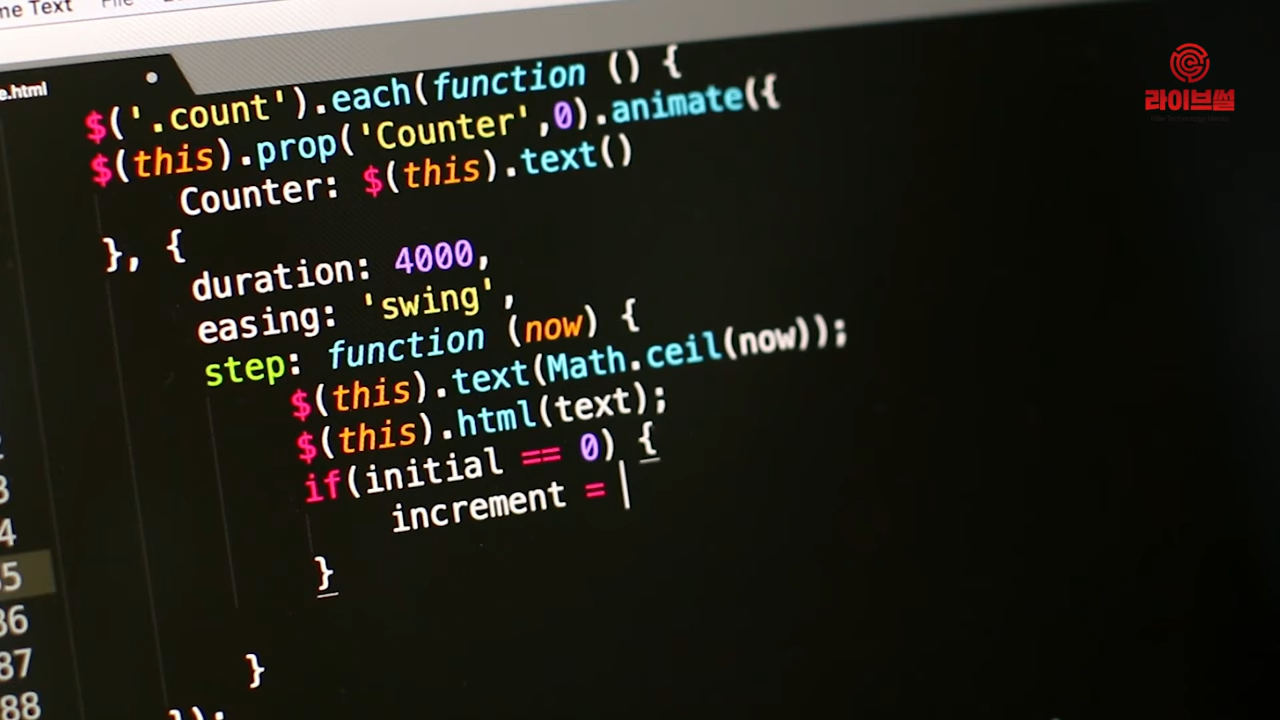 me Text File
e.html
$('.count').each(function () {
$(this).prop('Counter',0).animate({
Counter: $(this).text()
}, {
duration: 4000,
easing: 'swing',
step: function (now) {
$(this).text(Math.ceil(now));
$(this).html(text);
if(initial == 0) {
increment =
}
}
});
3
4
85
86
87
88
라이브썰